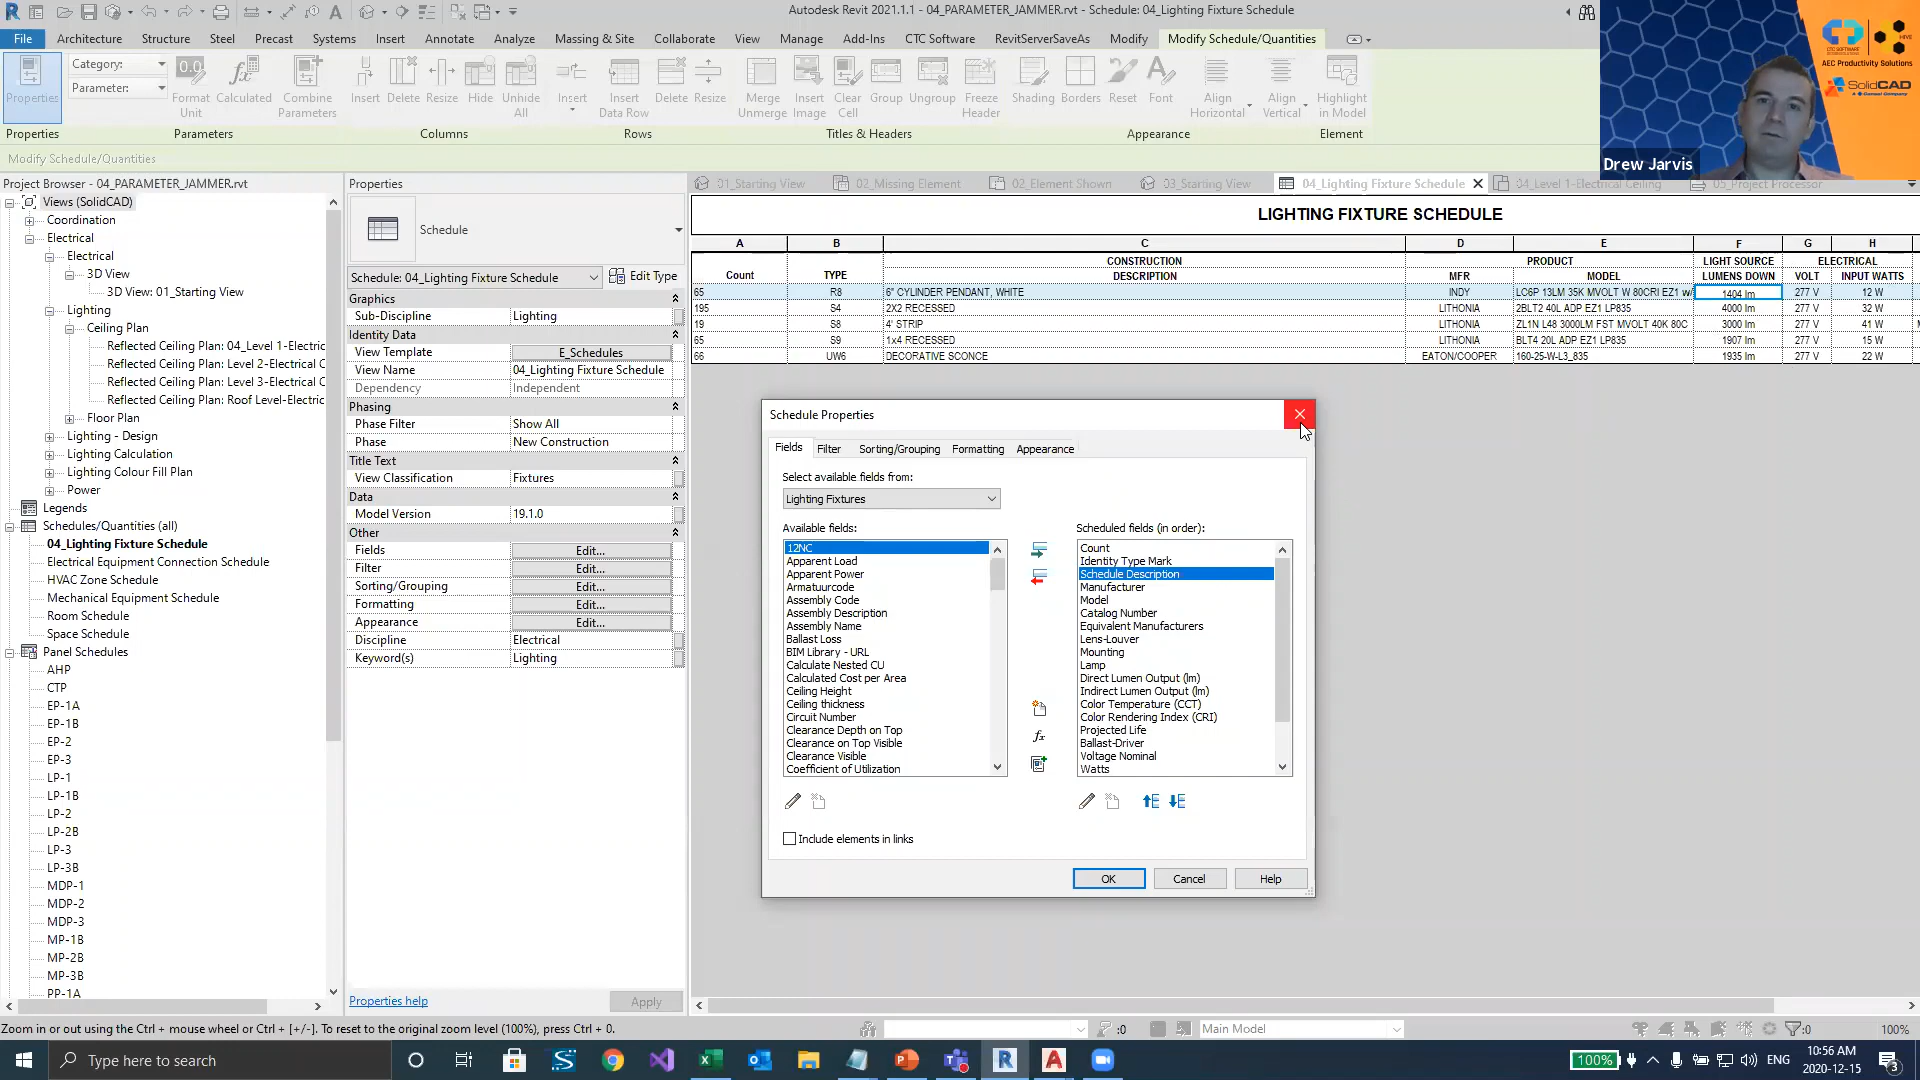 Autodesk Revit 2021.1.1 - 04_PARAMETER_JAMMER.rvt - Schedule: 04_Lighting Fixture Schedule
File Architecture Structure Steel Precast Systems Insert Annotate Analyze Massing & Site Collaborate View Manage Add-Ins CTC Software RevitServerSaveAs Modify Modify Schedule/Quantities
Category:
Parameter:
Properties
Format Unit
Calculated
Combine Parameters
Insert
Delete
Resize
Hide
Unhide All
Insert
Insert Data Row
Delete
Resize
Merge Unmerge
Insert Image
Clear Cell
Group
Ungroup
Freeze Header
Shading
Borders
Reset
Font
Align Horizontal
Align Vertical
Highlight in Model
Properties Parameters Columns Rows Titles & Headers Appearance Element
Modify Schedule/Quantities
CTC SOFTWARE
HIVE
AEC Productivity Solutions
SolidCAD
Drew Jarvis
Project Browser - 04_PARAMETER_JAMMER.rvt
Views (SolidCAD)
Coordination
Electrical
Electrical
3D View
3D View: 01_Starting View
Lighting
Ceiling Plan
Reflected Ceiling Plan: 04_Level 1-Electric
Reflected Ceiling Plan: Level 2-Electrical C
Reflected Ceiling Plan: Level 3-Electrical C
Reflected Ceiling Plan: Roof Level-Electric
Floor Plan
Lighting - Design
Lighting Calculation
Lighting Colour Fill Plan
Power
Legends
Schedules/Quantities (all)
04_Lighting Fixture Schedule
Electrical Equipment Connection Schedule
HVAC Zone Schedule
Mechanical Equipment Schedule
Room Schedule
Space Schedule
Panel Schedules
AHP
CTP
EP-1A
EP-1B
EP-2
EP-3
LP-1
LP-1B
LP-2
LP-2B
LP-3
LP-3B
MDP-1
MDP-2
MDP-3
MP-1B
MP-2B
MP-3B
PP-1A
Properties
Schedule
Schedule: 04_Lighting Fixture Schedule Edit Type
Graphics
Sub-Discipline Lighting
Identity Data
View Template E_Schedules
View Name 04_Lighting Fixture Schedule
Dependency Independent
Phasing
Phase Filter Show All
Phase New Construction
Title Text
View Classification Fixtures
Data
Model Version 19.1.0
Other
Fields Edit...
Filter Edit...
Sorting/Grouping Edit...
Formatting Edit...
Appearance Edit...
Discipline Electrical
Keyword(s) Lighting
Properties help Apply
01_Starting View 02_Missing Element 02_Element Shown 03_Starting View 04_Lighting Fixture Schedule 04_Level 1-Electrical Ceiling 05_Project Processor
LIGHTING FIXTURE SCHEDULE
A B C D E F G H
CONSTRUCTION PRODUCT LIGHT SOURCE ELECTRICAL
Count TYPE DESCRIPTION MFR MODEL LUMENS DOWN VOLT INPUT WATTS
65 R8 6" CYLINDER PENDANT, WHITE INDY LC6P 13LM 35K MVOLT W 80CRI EZ1 w/ 1404 lm 277 V 12 W
195 S4 2X2 RECESSED LITHONIA 2BLT2 40L ADP EZ1 LP835 4000 lm 277 V 32 W
19 S8 4' STRIP LITHONIA ZL1N L48 3000LM FST MVOLT 40K 80C 3000 lm 277 V 41 W
65 S9 1x4 RECESSED LITHONIA BLT4 20L ADP EZ1 LP835 1907 lm 277 V 15 W
66 UW6 DECORATIVE SCONCE EATON/COOPER 160-25-W-L3_835 1935 lm 277 V 22 W
Schedule Properties
Fields Filter Sorting/Grouping Formatting Appearance
Select available fields from:
Lighting Fixtures
Available fields:
12NC
Apparent Load
Apparent Power
Armatuurcode
Assembly Code
Assembly Description
Assembly Name
Ballast Loss
BIM Library - URL
Calculate Nested CU
Calculated Cost per Area
Ceiling Height
Ceiling thickness
Circuit Number
Clearance Depth on Top
Clearance on Top Visible
Clearance Visible
Coefficient of Utilization
Scheduled fields (in order):
Count
Identity Type Mark
Schedule Description
Manufacturer
Model
Catalog Number
Equivalent Manufacturers
Lens-Louver
Mounting
Lamp
Direct Lumen Output (lm)
Indirect Lumen Output (lm)
Color Temperature (CCT)
Color Rendering Index (CRI)
Projected Life
Ballast-Driver
Voltage Nominal
Watts
Include elements in links
OK Cancel Help
Zoom in or out using the Ctrl + mouse wheel or Ctrl + [+/-]. To reset to the original zoom level (100%), press Ctrl + 0.
:0 Main Model :0 100%
Type here to search
100% ENG 10:56 AM
2020-12-15
3